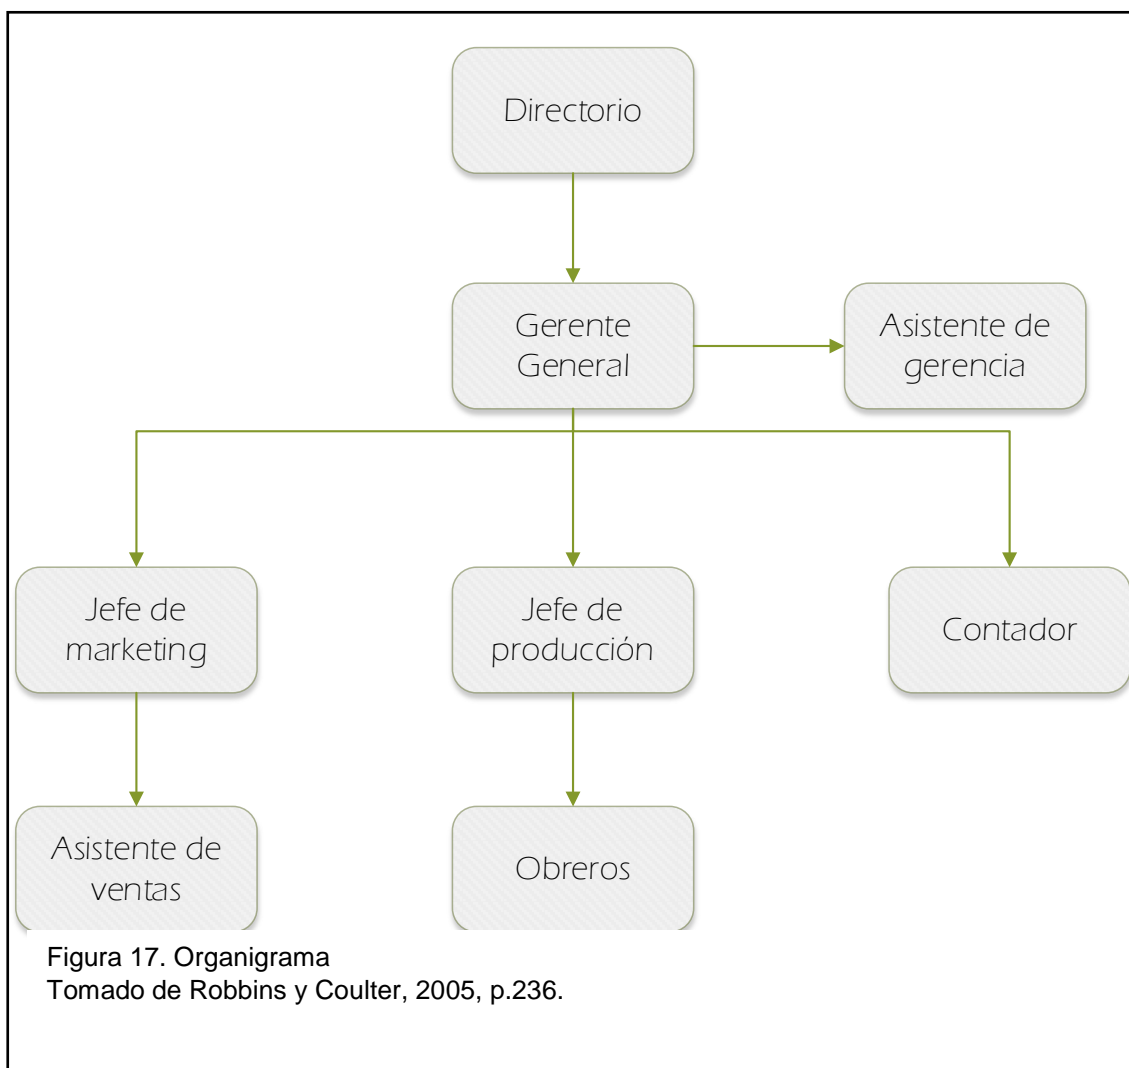 Directorio
Gerente
General
Asistente de
gerencia
Jefe de
marketing
Jefe de
producción
Contador
Asistente de
ventas
Obreros
Figura 17. Organigrama
Tomado de Robbins y Coulter, 2005, p.236.